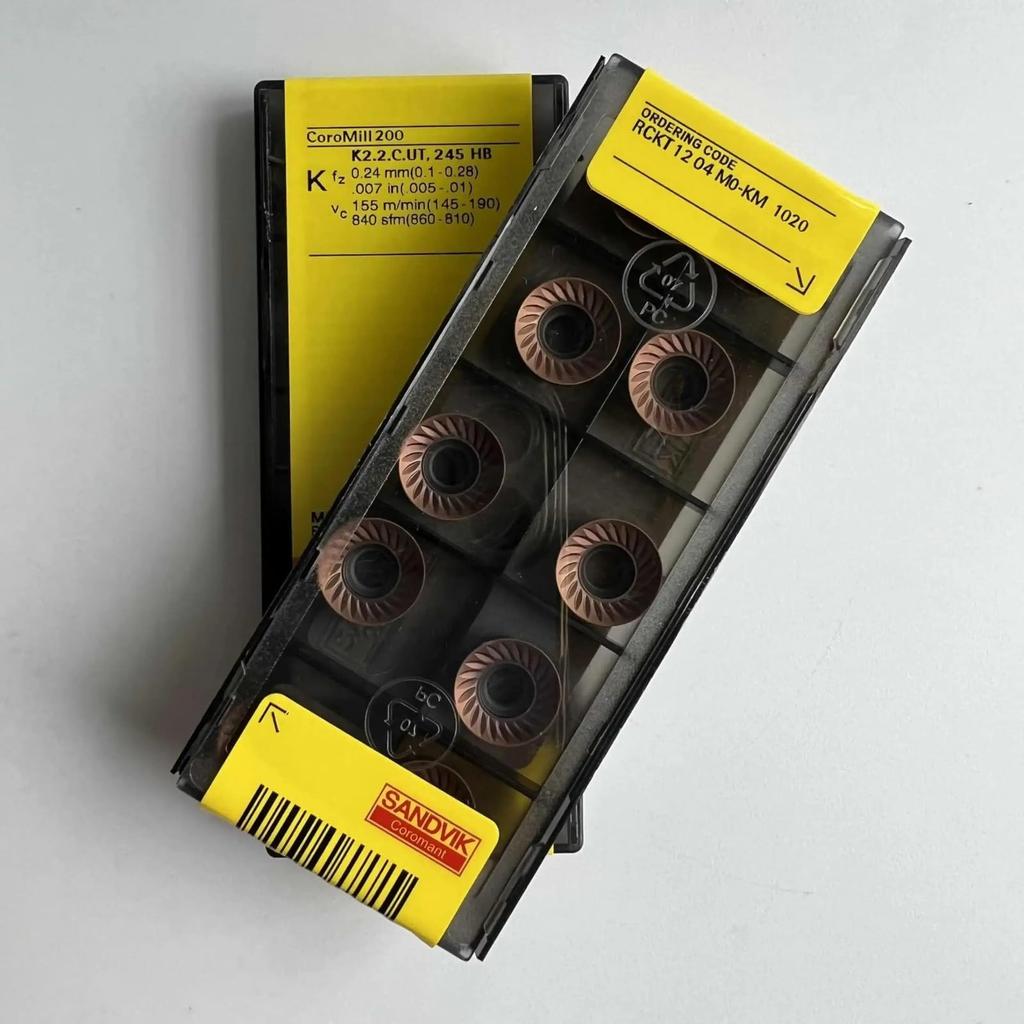 CoroMill 200
K2.2.C.UT, 245 HB
K fz 0.24 mm(0.1-0.28)
.007 in(.005-.01)
vc 155 m/min(145-190)
840 sfm(860-810)
ORDERING CODE
RCKT 12 04 M0-KM 1020
07
PC
PC
07
SANDVIK
Coromant